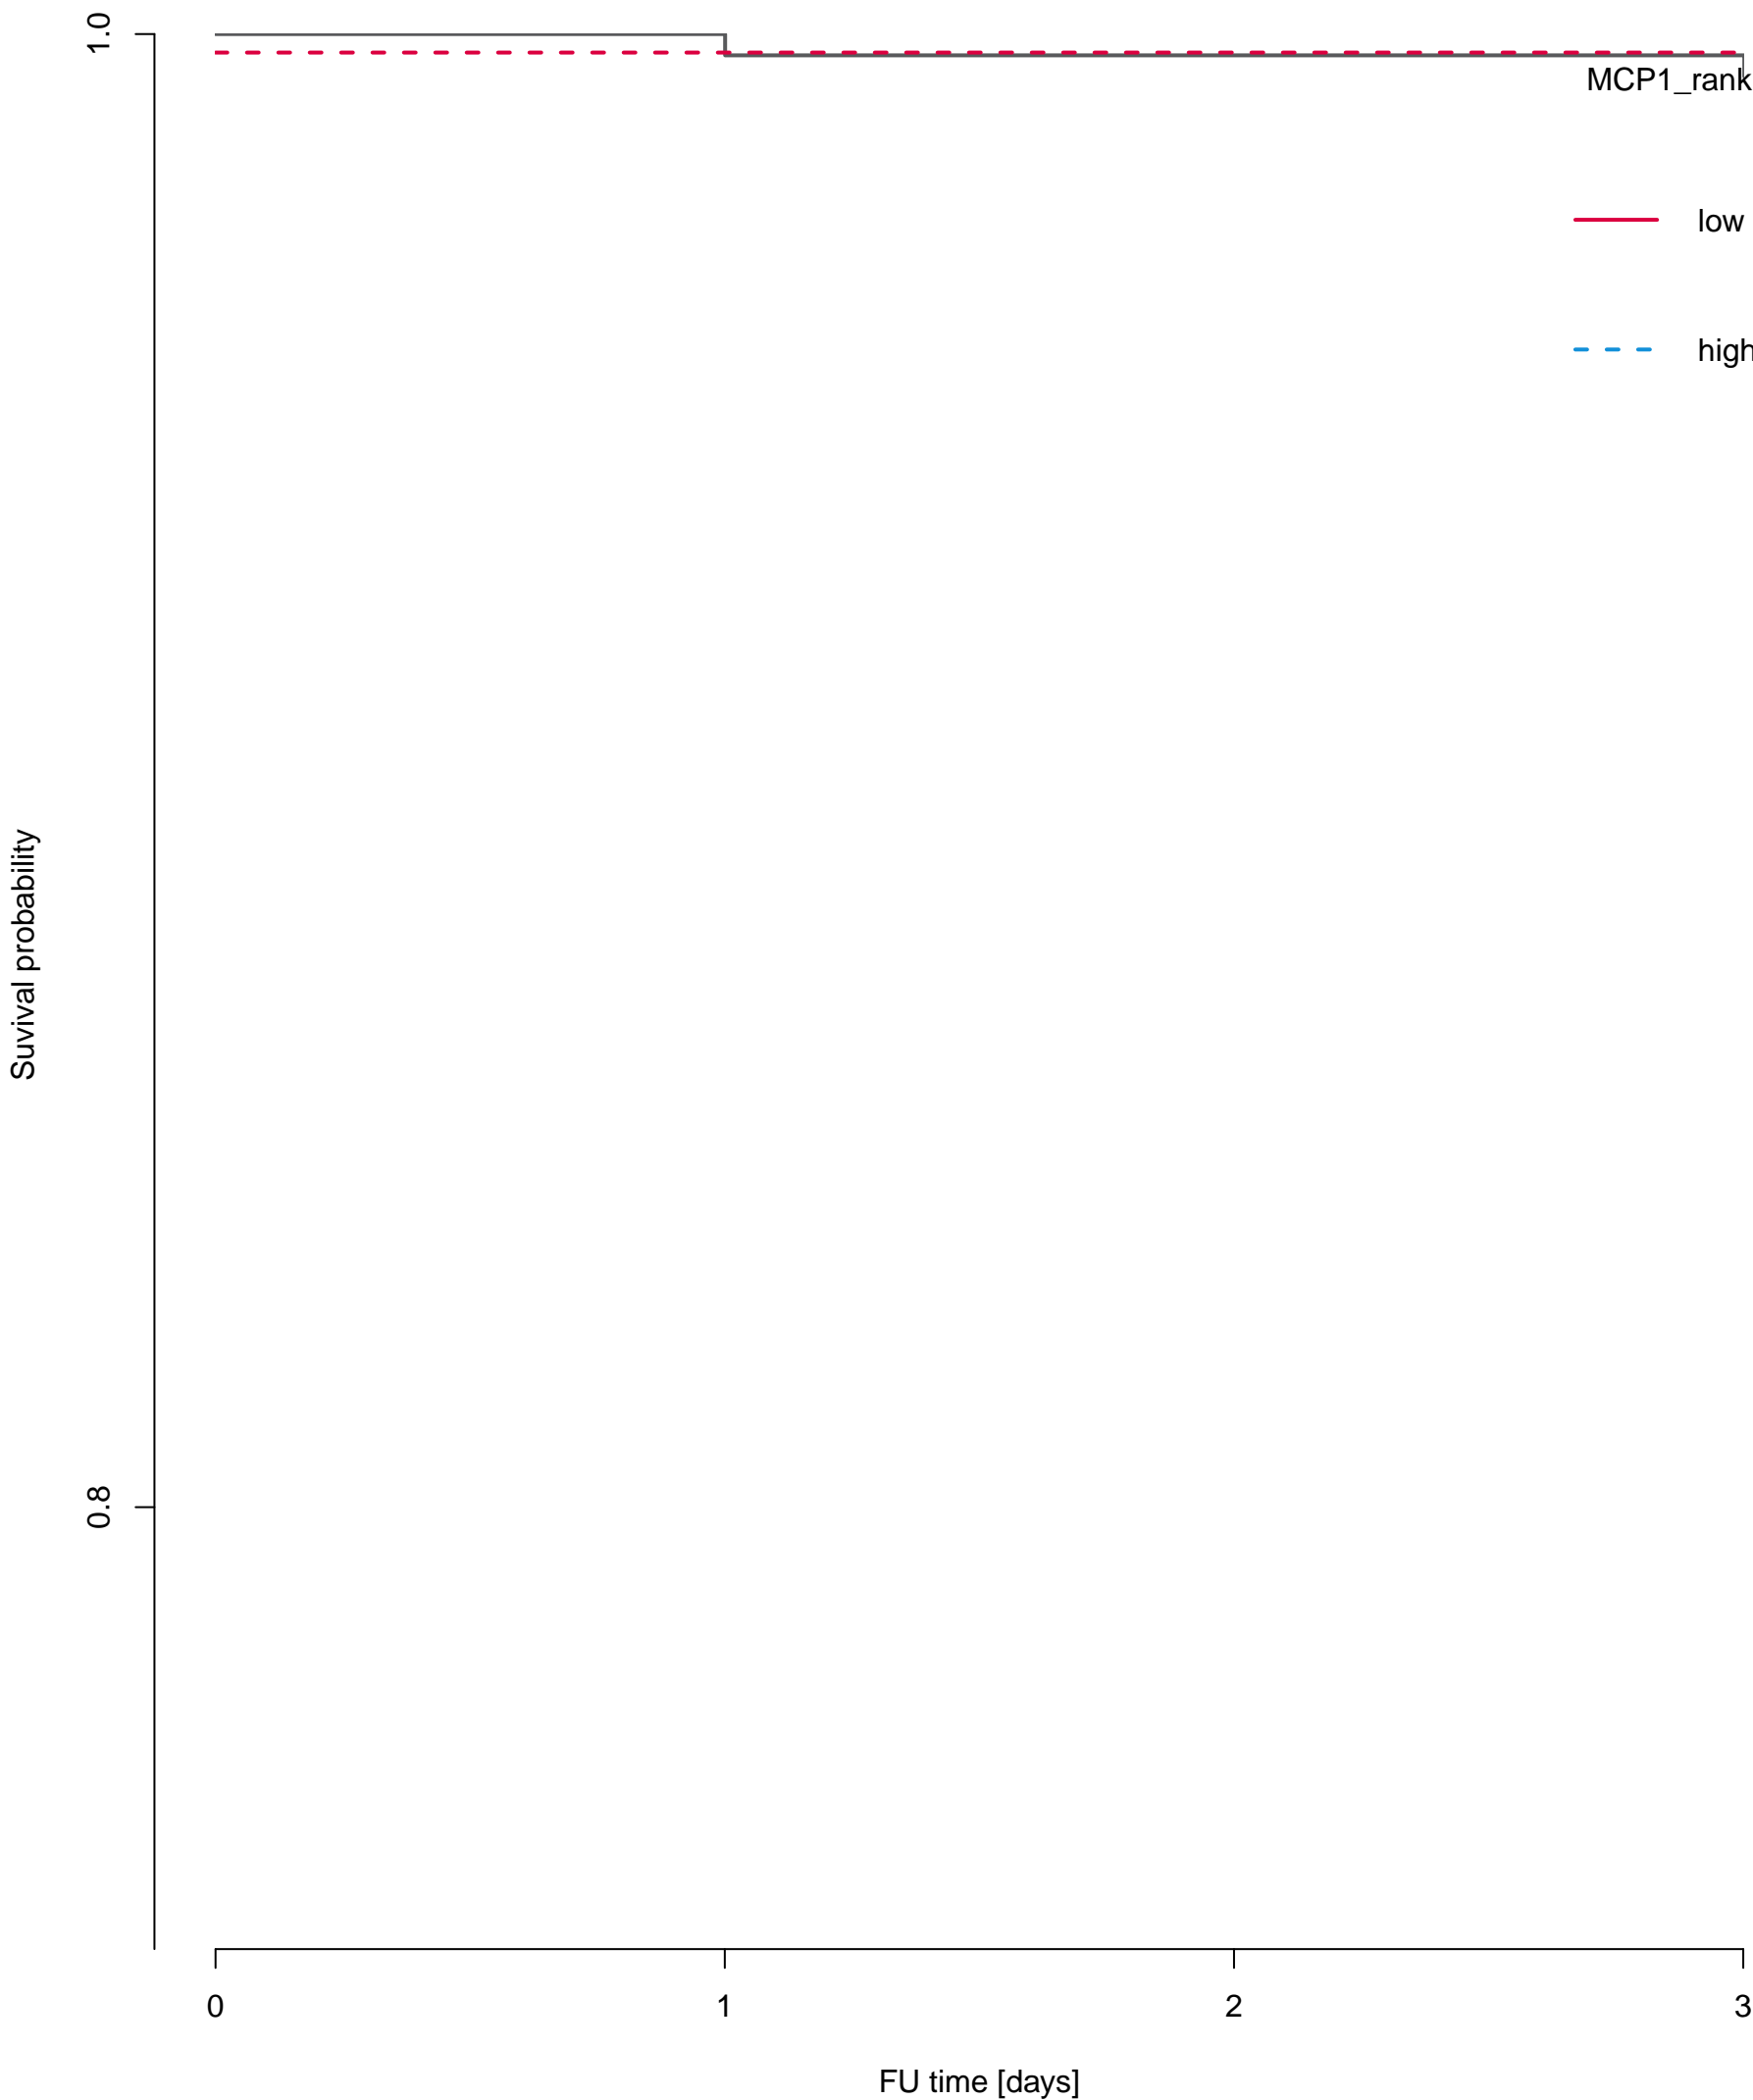 1.0
MCP1_rank
low
high
Suvival probability
0.8
0
1
2
3
FU time [days]